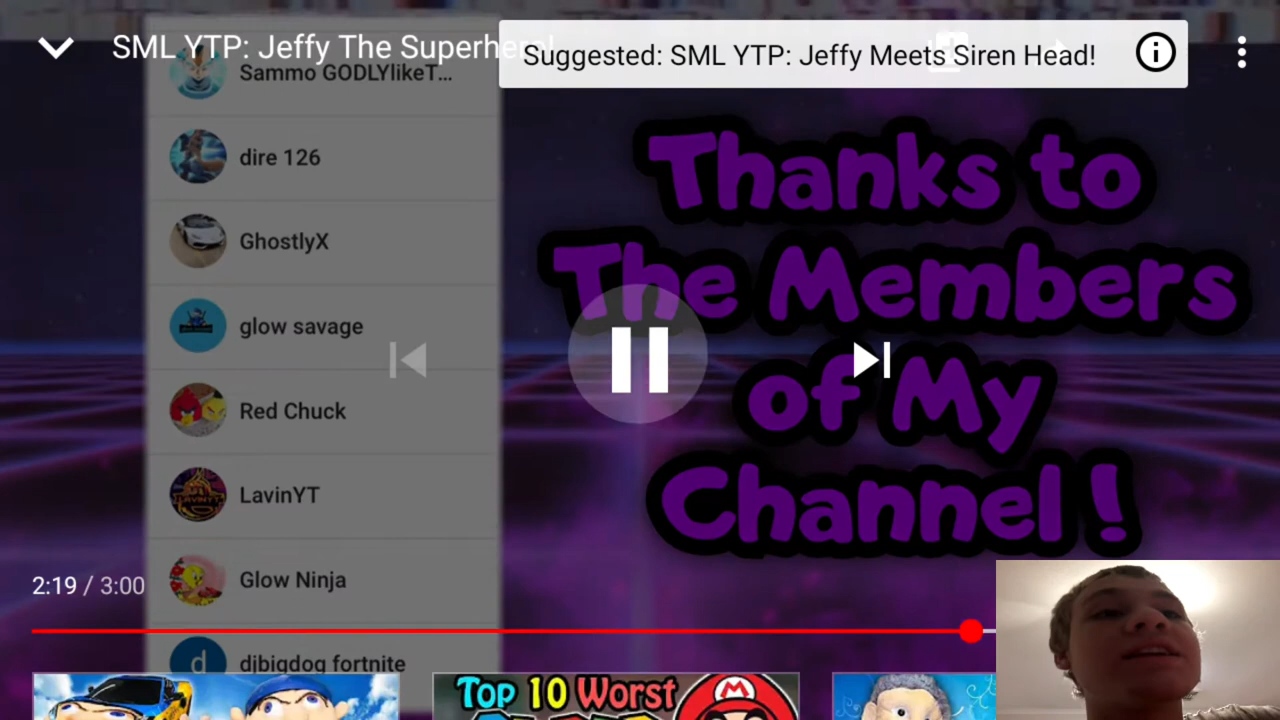 SML YTP: Jeffy The Superhero!
Suggested: SML YTP: Jeffy Meets Siren Head!
Sammo GODLYlikeT...
dire 126
GhostlyX
glow savage
Red Chuck
LavinYT
Glow Ninja
djbigdog fortnite
d
Thanks to
The Members
of My
Channel !
2:19 / 3:00
Top 10 Worst
M